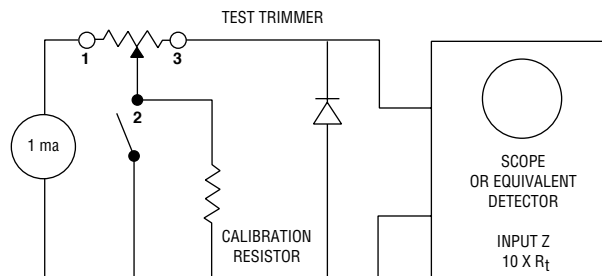 TEST TRIMMER
1
3
2
1 ma
CALIBRATION
RESISTOR
SCOPE
OR EQUIVALENT
DETECTOR
INPUT Z
10 X Rt